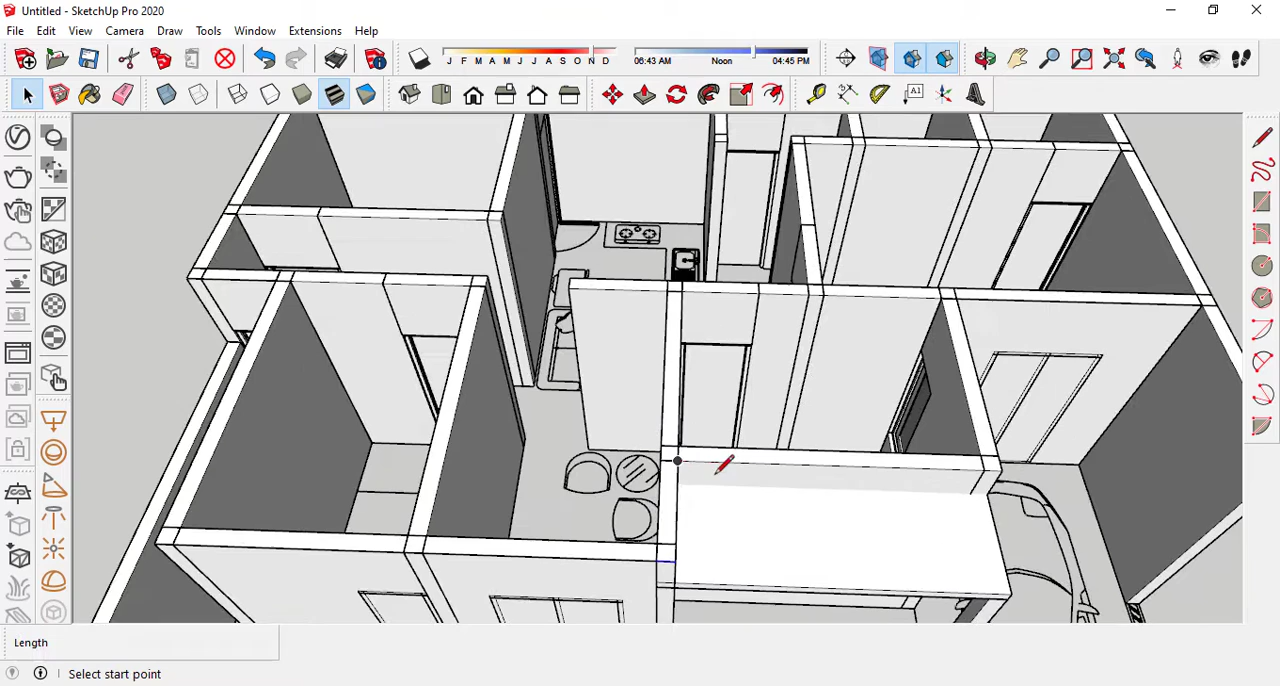 Untitled - SketchUp Pro 2020
File Edit View Camera Draw Tools Window Extensions Help
J F M A M J J A S O N D 06:43 AM Noon 04:45 PM
A1
Length
Select start point